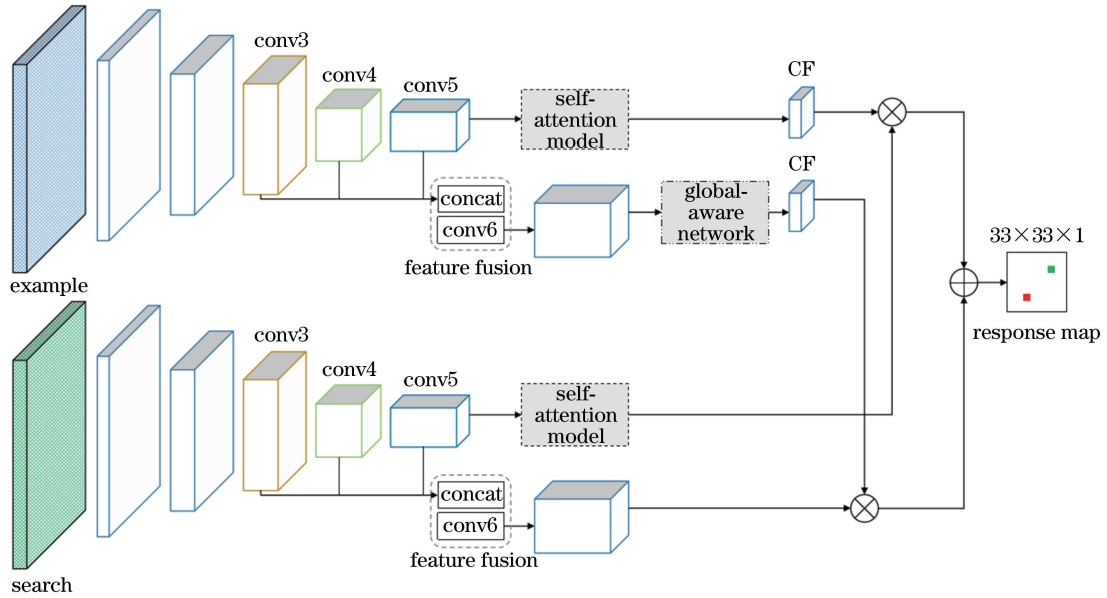 conv3
conv4
conv5
self-
attention
model
CF
CF
concat
conv6
feature fusion
global-
aware
network
example
33×33×1
response map
conv3
conv4
conv5
self-
attention
model
concat
conv6
feature fusion
search